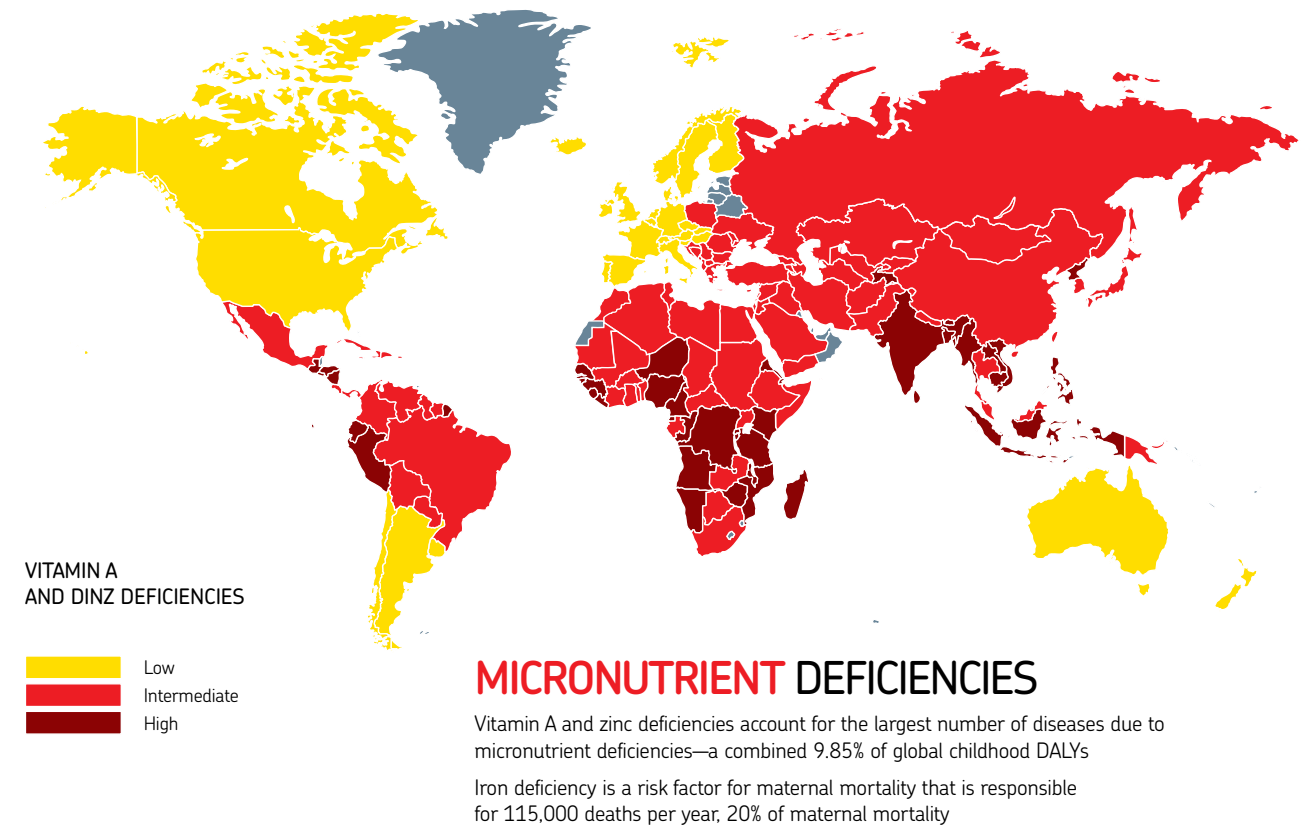 VITAMIN A
AND DINZ DEFICIENCIES
Low
Intermediate
High
MICRONUTRIENT DEFICIENCIES
Vitamin A and zinc deficiencies account for the largest number of diseases due to
micronutrient deficiencies—a combined 9.85% of global childhood DALYs
Iron deficiency is a risk factor for maternal mortality that is responsible
for 115,000 deaths per year, 20% of maternal mortality